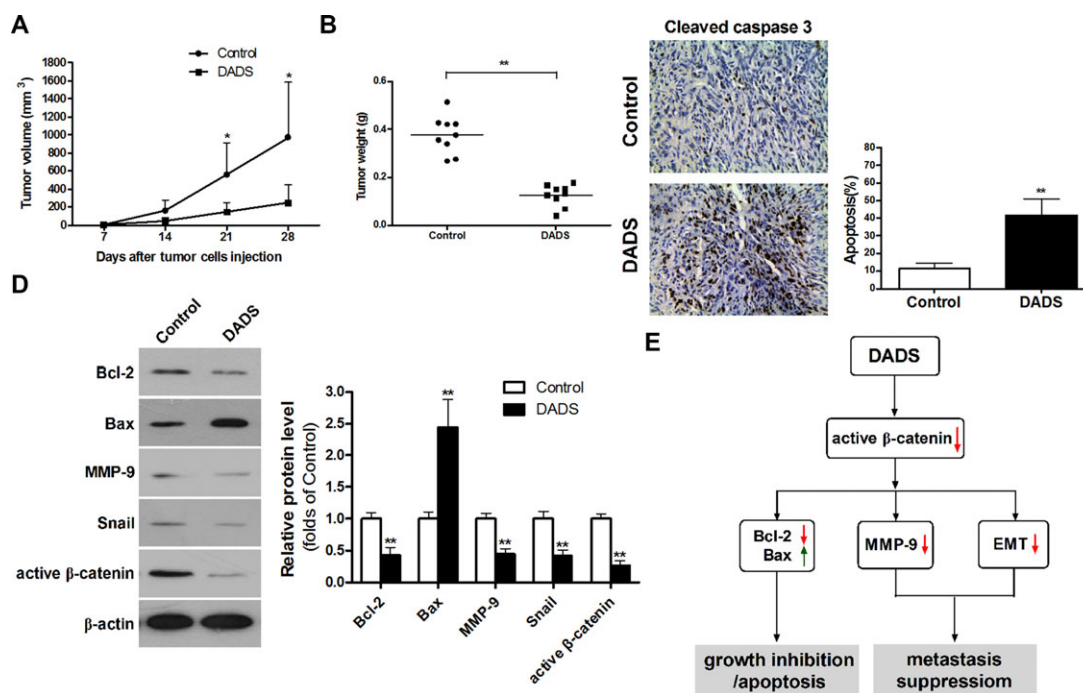 A
Control
DADS
Tumor volume (mm 3)
1800
1600
1400
1200
1000
800
600
400
200
0
*
*
7
14
21
28
Days after tumor cells injection
B
**
Tumor weight (g)
0.6
0.4
0.2
0.0
Control
DADS
Cleaved caspase 3
Control
DADS
Apoptosis(%)
80
70
60
50
40
30
20
10
0
**
Control
DADS
D
Control
DADS
Bcl-2
Bax
MMP-9
Snail
active β-catenin
β-actin
Relative protein level
(folds of Control)
3.0
2.5
2.0
1.5
1.0
0.5
0.0
Control
DADS
**
**
**
**
**
Bcl-2
Bax
MMP-9
Snail
active β-catenin
E
DADS
active β-catenin
Bcl-2
Bax
MMP-9
EMT
growth inhibition
/apoptosis
metastasis
suppressiom